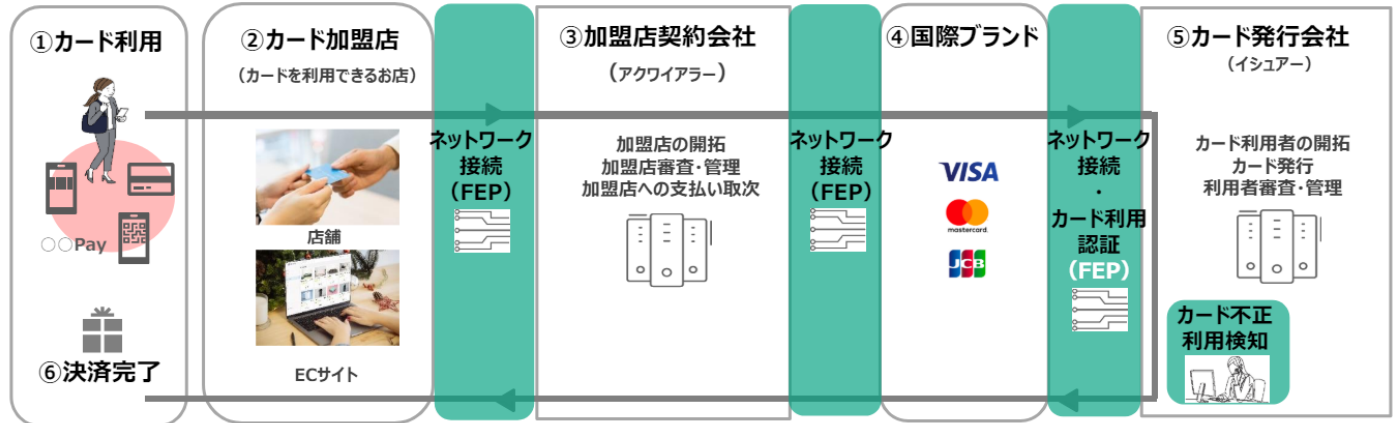 ①カード利用
○○Pay
⑥決済完了
②カード加盟店
(カードを利用できるお店)
店舗
ECサイト
ネットワーク
接続
(FEP)
③加盟店契約会社
(アクワイアラー)
加盟店の開拓
加盟店審査・管理
加盟店への支払い取次
ネットワーク
接続
(FEP)
④国際ブランド
VISA
mastercard.
JCB
ネットワーク
接続
・
カード利用
認証
(FEP)
⑤カード発行会社
(イシュアー)
カード利用者の開拓
カード発行
利用者審査・管理
カード不正
利用検知